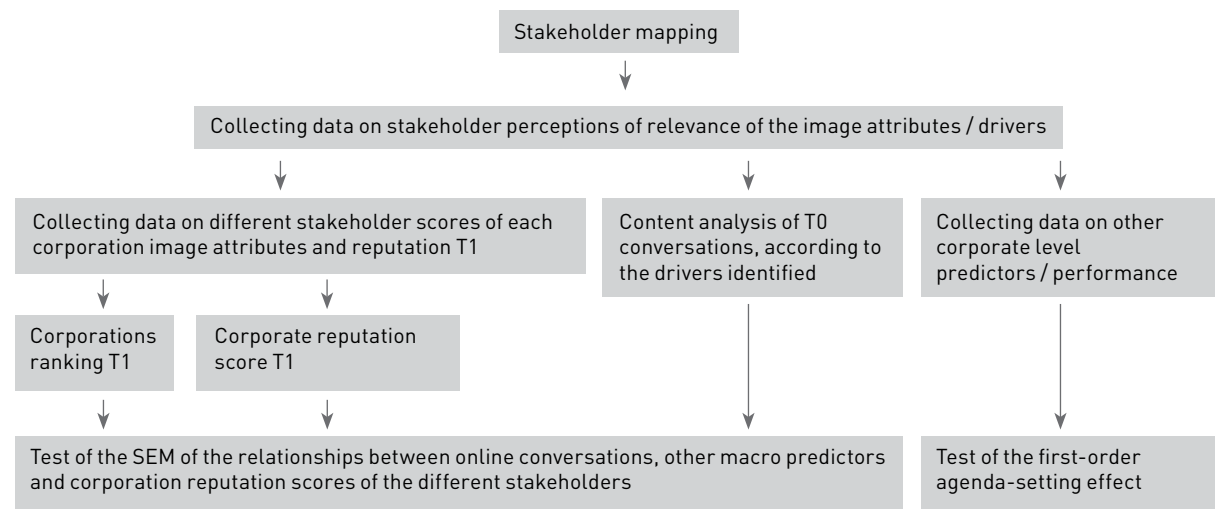 Stakeholder mapping
Collecting data on stakeholder perceptions of relevance of the image attributes / drivers
Collecting data on different stakeholder scores of each
corporation image attributes and reputation T1
Content analysis of T0
conversations, according to
the drivers identified
Collecting data on other
corporate level
predictors / performance
Corporations
ranking T1
Corporate reputation
score T1
Test of the SEM of the relationships between online conversations, other macro predictors
and corporation reputation scores of the different stakeholders
Test of the first-order
agenda-setting effect